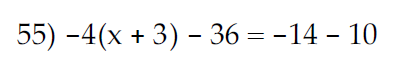 55) −4(x + 3) − 36 = −14 − 10